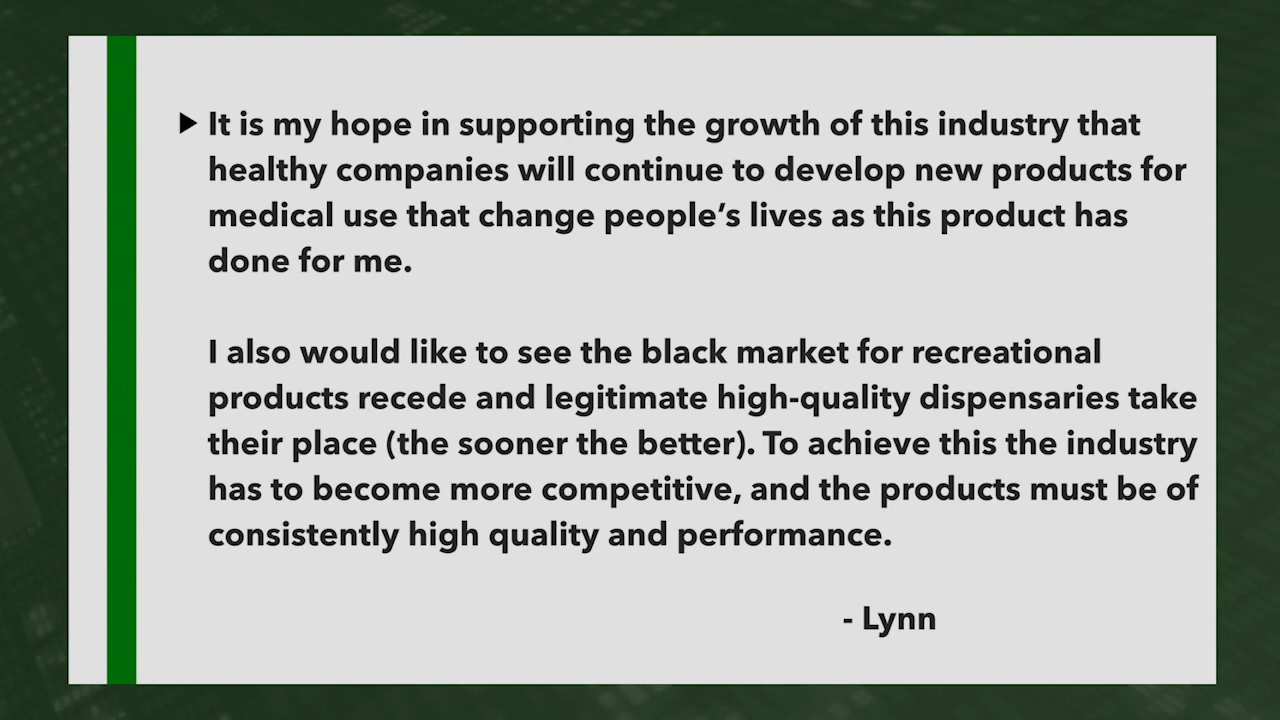 It is my hope in supporting the growth of this industry that
healthy companies will continue to develop new products for
medical use that change people’s lives as this product has
done for me.
I also would like to see the black market for recreational
products recede and legitimate high-quality dispensaries take
their place (the sooner the better). To achieve this the industry
has to become more competitive, and the products must be of
consistently high quality and performance.
- Lynn